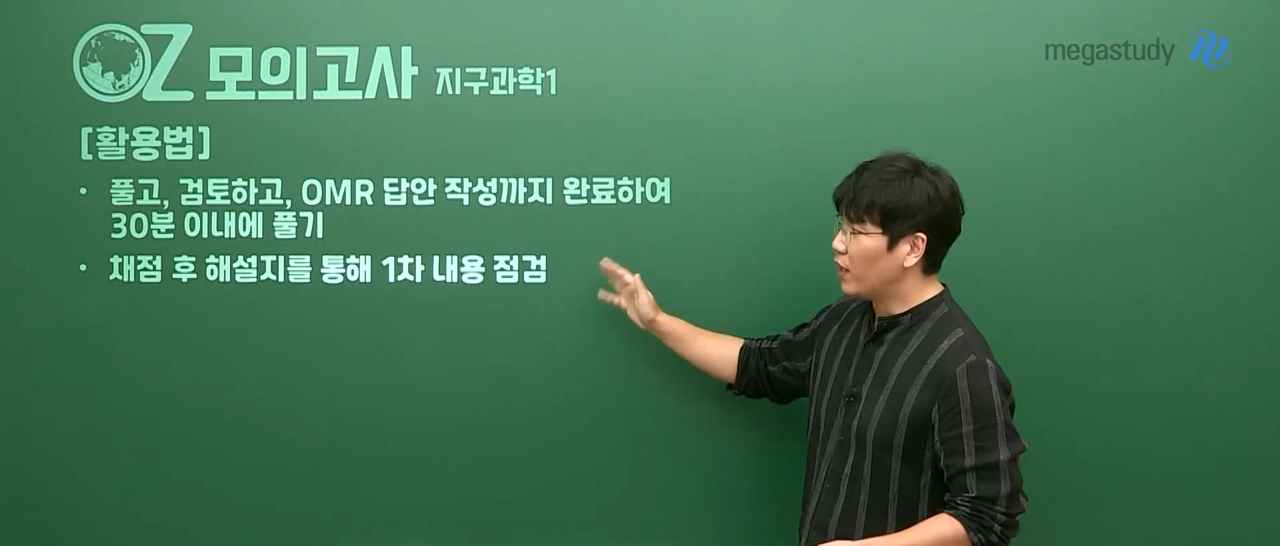 OZ 모의고사 지구과학1
megastudy
[활용법]
• 풀고, 검토하고, OMR 답안 작성까지 완료하여
30분 이내에 풀기
• 채점 후 해설지를 통해 1차 내용 점검